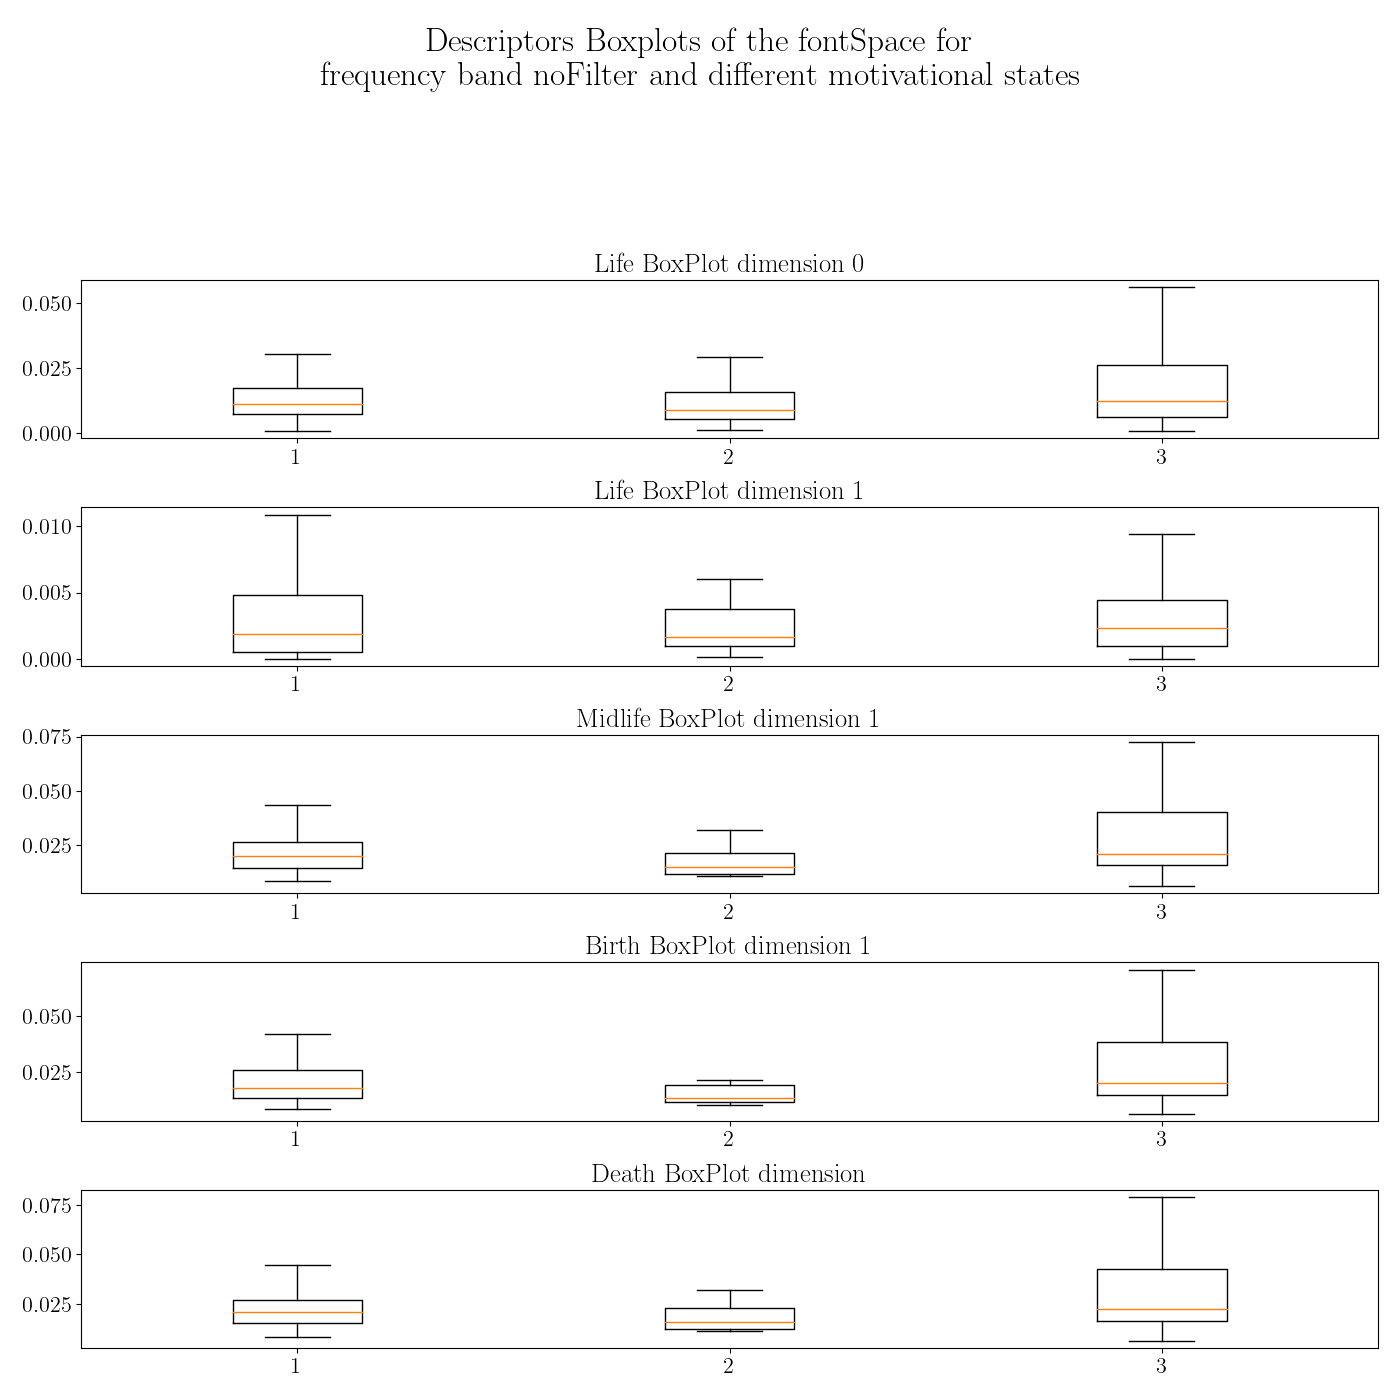 Descriptors Boxplots of the fontSpace for
frequency band noFilter and different motivational states
Life BoxPlot dimension 0
0.050
0.025
0.000
1 2 3
Life BoxPlot dimension 1
0.010
0.005
0.000
1 2 3
Midlife BoxPlot dimension 1
0.075
0.050
0.025
1 2 3
Birth BoxPlot dimension 1
0.050
0.025
1 2 3
Death BoxPlot dimension
0.075
0.050
0.025
1 2 3